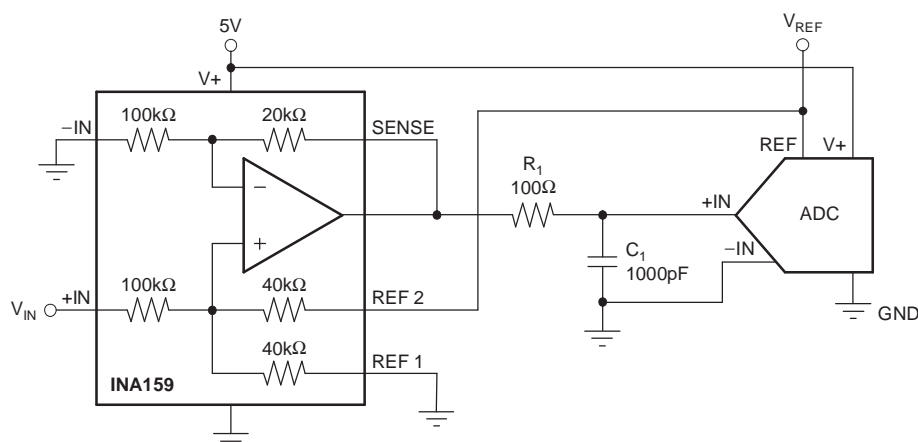 5V
V+
VREF
100kΩ
20kΩ
−IN
SENSE
−
+
R1
100Ω
REF
V+
+IN
ADC
−IN
C1
1000pF
GND
VIN
+IN
100kΩ
40kΩ
REF 2
40kΩ
REF 1
INA159